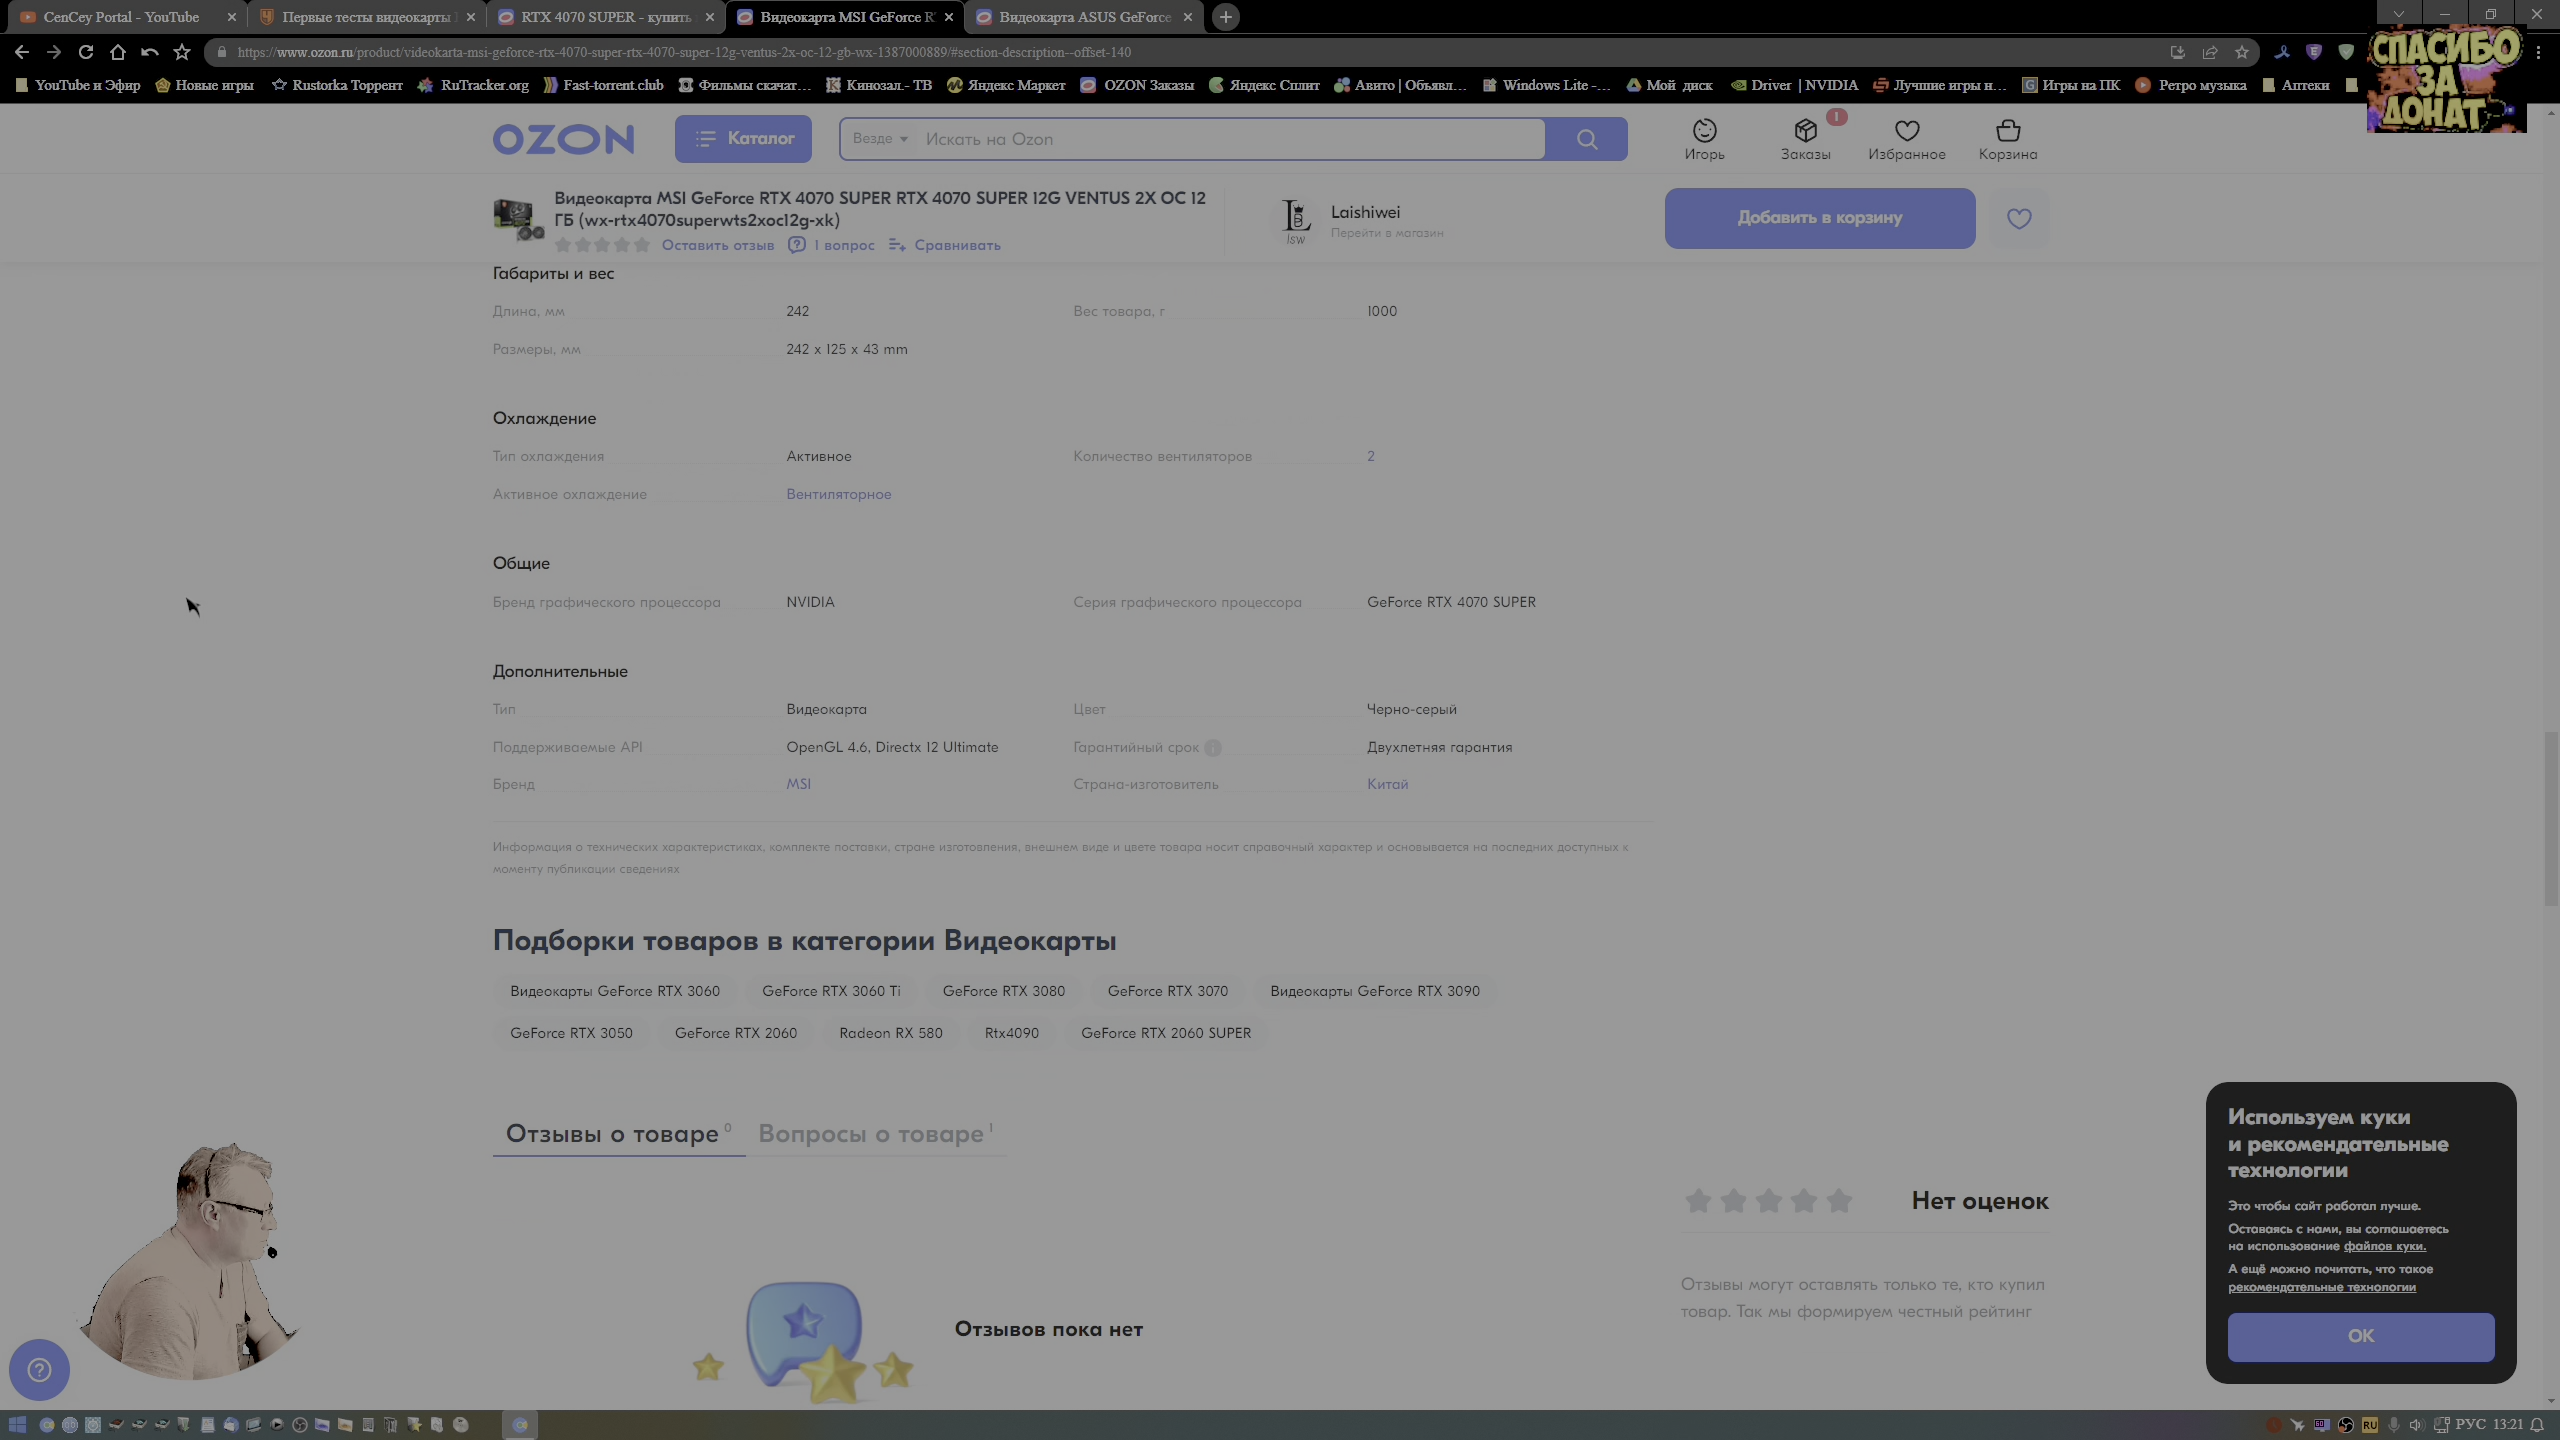 CenCey Portal - YouTube
Первые тесты видеокарты
RTX 4070 SUPER - купить
Видеокарта MSI GeForce R
Видеокарта ASUS GeForce
https://www.ozon.ru/product/videokarta-msi-geforce-rtx-4070-super-rtx-4070-super-12g-ventus-2x-oc-12-gb-wx-1387000889/#section-description--offset-140
YouTube и Эфир
Новые игры
Rustorka Торрент
RuTracker.org
Fast-torrent.club
Фильмы скачат…
Кинозал.- ТВ
Яндекс Маркет
OZON Заказы
Яндекс Сплит
Авито | Объявл…
Windows Lite -…
Мой диск
Driver | NVIDIA
Лучшие игры н…
Игры на ПК
Ретро музыка
Аптеки
СПАСИБО
ЗА
ДОНАТ
OZON
Каталог
Везде
Искать на Ozon
Игорь
1
Заказы
Избранное
Корзина
Видеокарта MSI GeForce RTX 4070 SUPER RTX 4070 SUPER 12G VENTUS 2X OC 12
ГБ (wx-rtx4070superwts2xoc12g-xk)
Оставить отзыв
1 вопрос
Сравнивать
lsw
Laishiwei
Перейти в магазин
Добавить в корзину
Габариты и вес
Длина, мм 242
Вес товара, г 1000
Размеры, мм 242 x 125 x 43 mm
Охлаждение
Тип охлаждения Активное
Количество вентиляторов 2
Активное охлаждение Вентиляторное
Общие
Бренд графического процессора NVIDIA
Серия графического процессора GeForce RTX 4070 SUPER
Дополнительные
Тип Видеокарта
Цвет Черно-серый
Поддерживаемые API OpenGL 4.6, Directx 12 Ultimate
Гарантийный срок Двухлетняя гарантия
Бренд MSI
Страна-изготовитель Китай
Информация о технических характеристиках, комплекте поставки, стране изготовления, внешнем виде и цвете товара носит справочный характер и основывается на последних доступных к
моменту публикации сведениях
Подборки товаров в категории Видеокарты
Видеокарты GeForce RTX 3060
GeForce RTX 3060 Ti
GeForce RTX 3080
GeForce RTX 3070
Видеокарты GeForce RTX 3090
GeForce RTX 3050
GeForce RTX 2060
Radeon RX 580
Rtx4090
GeForce RTX 2060 SUPER
Отзывы о товаре 0
Вопросы о товаре 1
Нет оценок
Отзывы могут оставлять только те, кто купил
товар. Так мы формируем честный рейтинг
Отзывов пока нет
Используем куки
и рекомендательные
технологии
Это чтобы сайт работал лучше.
Оставаясь с нами, вы соглашаетесь
на использование файлов куки.
А ещё можно почитать, что такое
рекомендательные технологии
ОК
RU
РУС
13:21